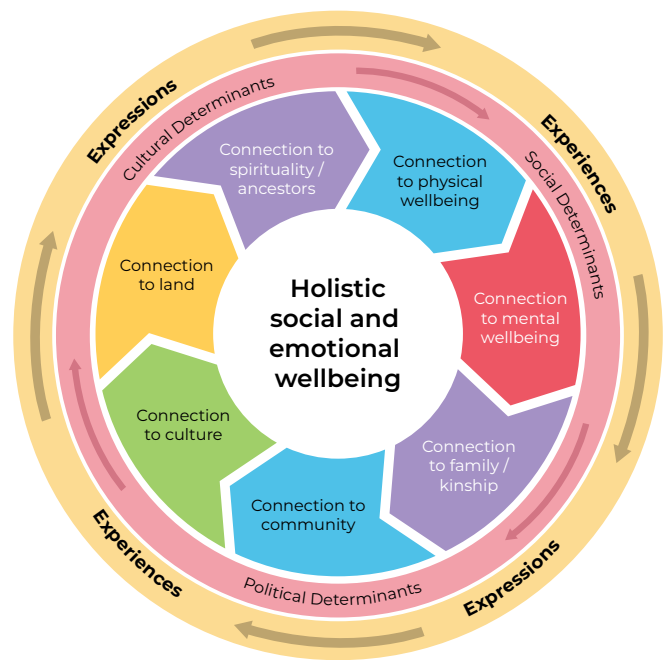 Expressions
Experiences
Cultural Determinants
Social Determinants
Connection to
spirituality /
ancestors
Connection
to physical
wellbeing
Connection
to land
Holistic
social and
emotional
wellbeing
Connection
to mental
wellbeing
Connection
to culture
Connection
to family /
kinship
Connection to
community
Political Determinants
Experiences
Expressions